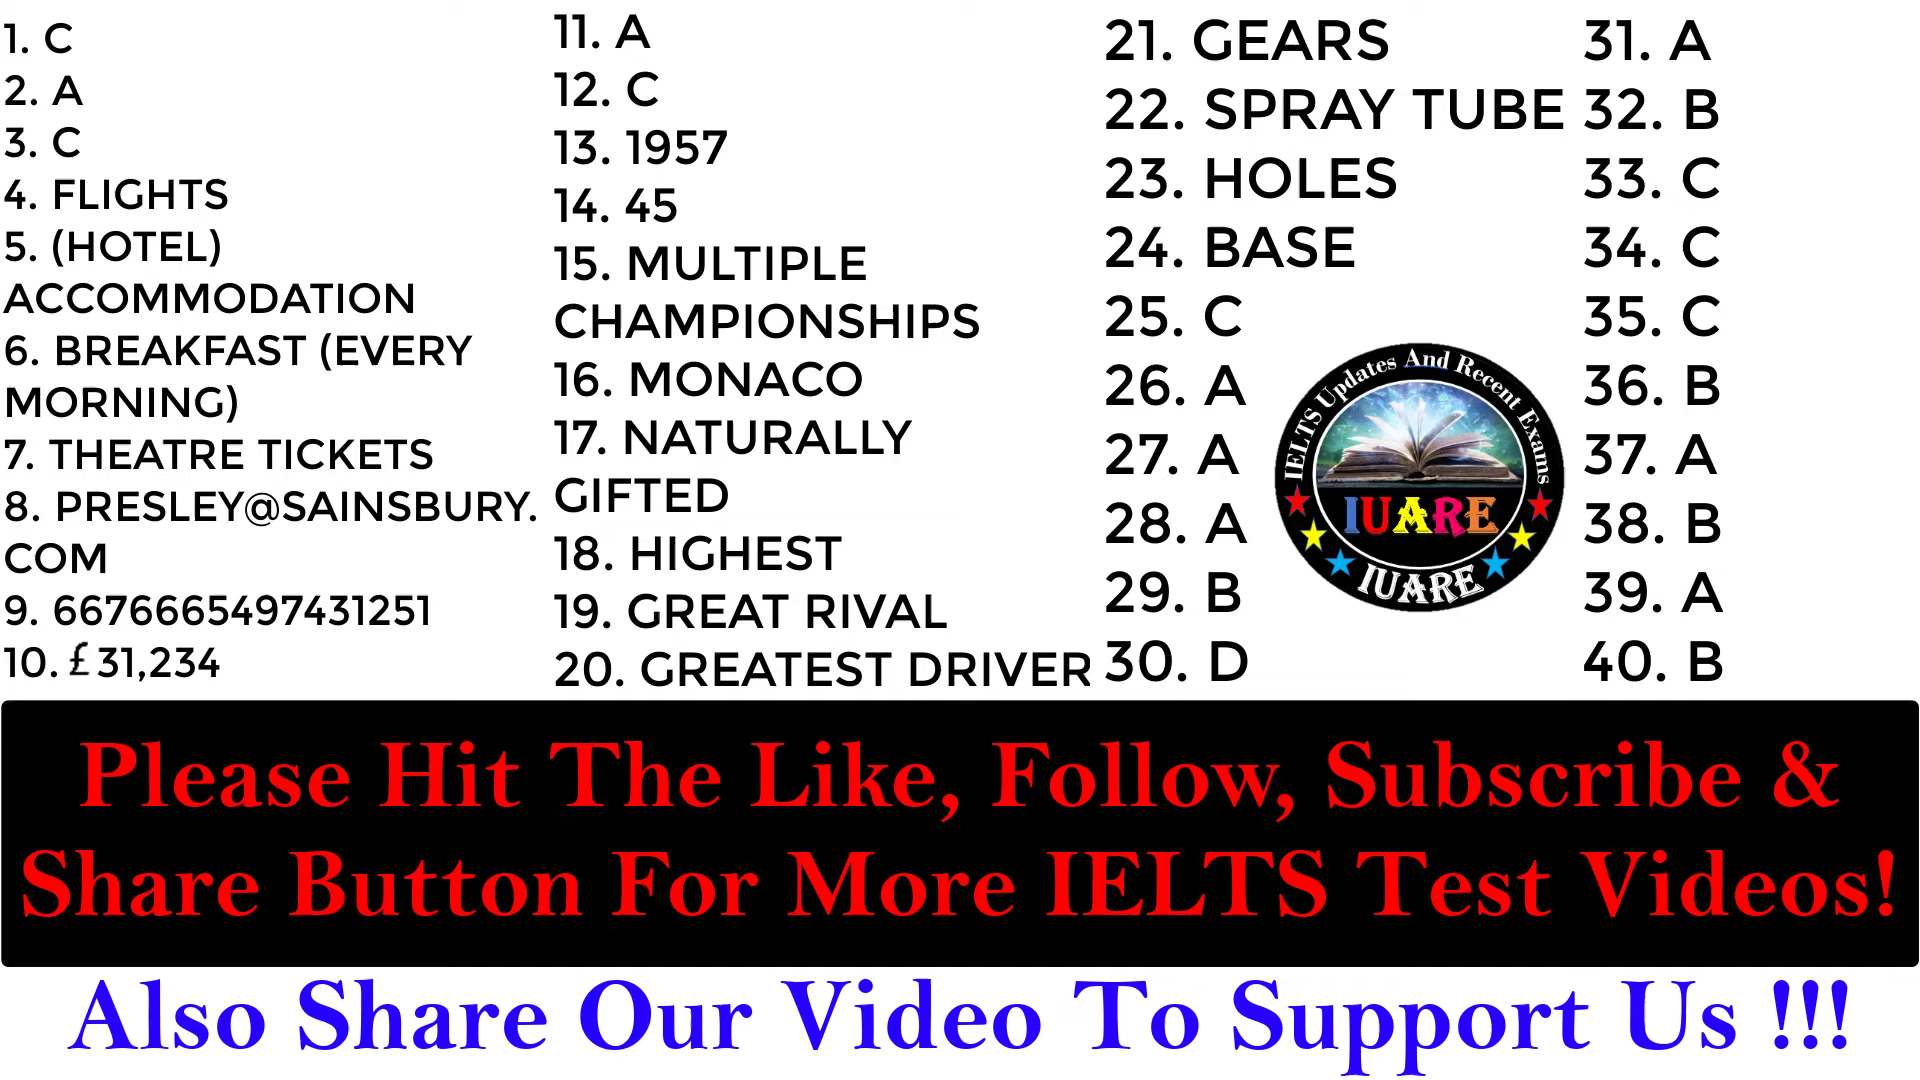 1. C
2. A
3. C
4. FLIGHTS
5. (HOTEL)
ACCOMMODATION
6. BREAKFAST (EVERY
MORNING)
7. THEATRE TICKETS
8. PRESLEY@SAINSBURY.
COM
9. 6676665497431251
10. £31,234
11. A
12. C
13. 1957
14. 45
15. MULTIPLE
CHAMPIONSHIPS
16. MONACO
17. NATURALLY
GIFTED
18. HIGHEST
19. GREAT RIVAL
20. GREATEST DRIVER
21. GEARS
22. SPRAY TUBE
23. HOLES
24. BASE
25. C
26. A
27. A
28. A
29. B
30. D
IELTS Updates And Recent Exams
IUARE
IUARE
31. A
32. B
33. C
34. C
35. C
36. B
37. A
38. B
39. A
40. B
Please Hit The Like, Follow, Subscribe &
Share Button For More IELTS Test Videos!
Also Share Our Video To Support Us !!!